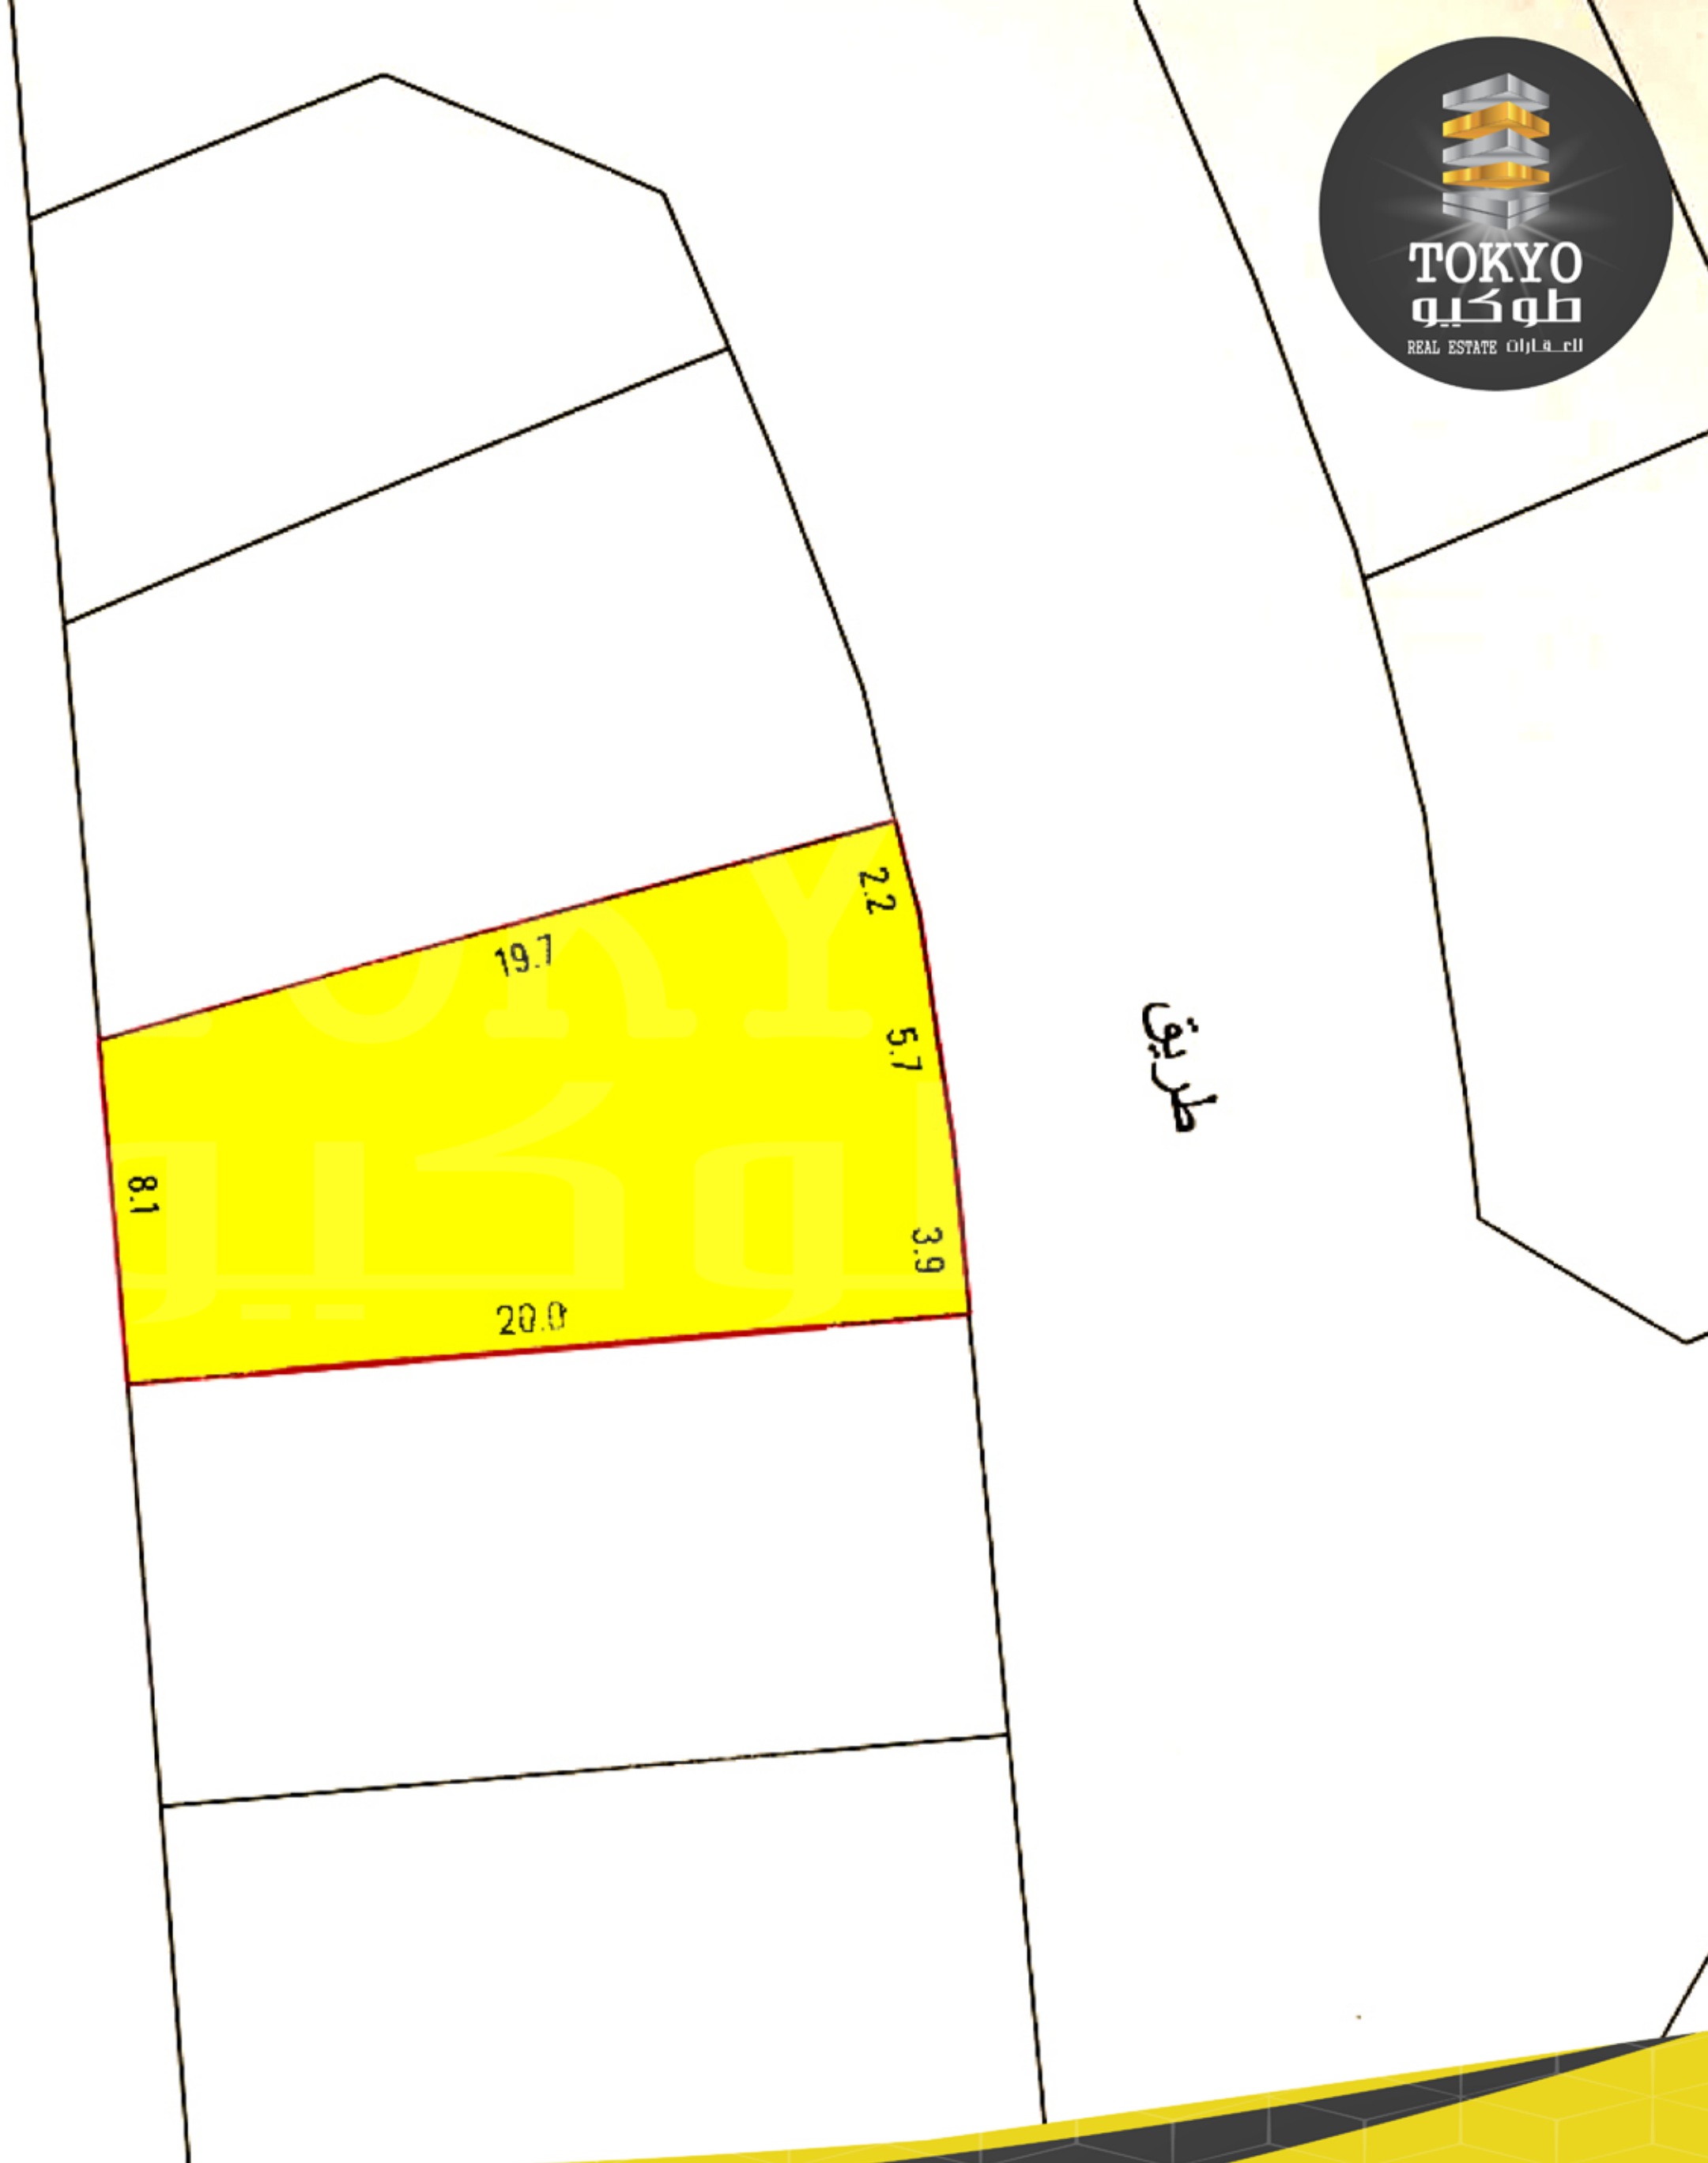 TOKYO
طوكيو
REAL ESTATE للعقارات
2.2
19.7
5.7
طريق
8.1
3.9
20.0